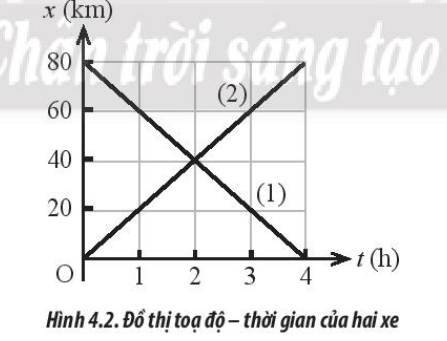 x (km)
Chân trời sáng tạo
80
(2)
60
40
(1)
20
O
1 2 3 4
t (h)
Hình 4.2. Đồ thị toạ độ – thời gian của hai xe